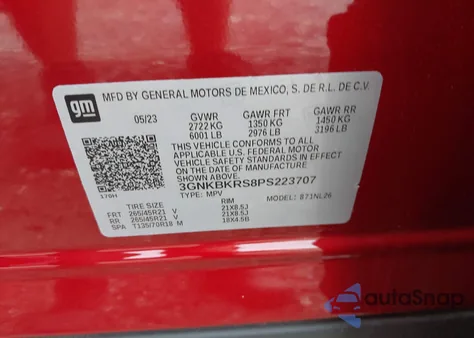 gm
MFD BY GENERAL MOTORS DE MEXICO, S. DE R.L. DE C.V.
05/23 GVWR GAWR FRT GAWR RR
2722 KG 1350 KG 1450 KG
6001 LB 2976 LB 3196 LB
THIS VEHICLE CONFORMS TO ALL
APPLICABLE U.S. FEDERAL MOTOR
VEHICLE SAFETY STANDARDS IN EFFECT
ON THE DATE OF MANUFACTURE SHOWN ABOVE.
3GNKBKRS8PS223707
TYPE: MPV MODEL: 871NL26
TIRE SIZE RIM
FRT 265/45R21 V 21X8.5J
RR 265/45R21 V 21X8.5J
SPA T135/70R18 M 18X4.5B
autoSnap